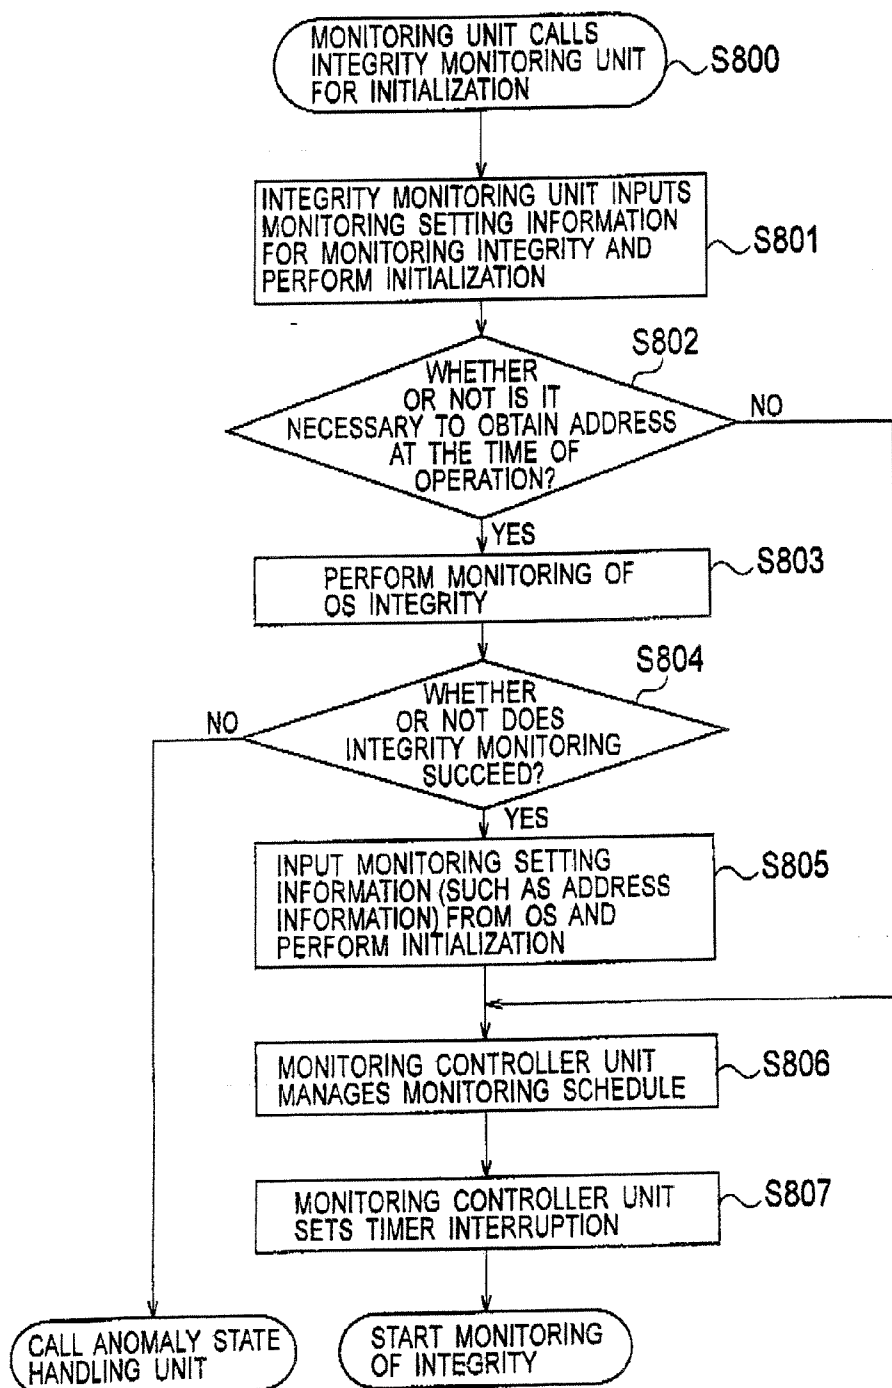 MONITORING UNIT CALLS
INTEGRITY MONITORING UNIT
FOR INITIALIZATION
S800
INTEGRITY MONITORING UNIT INPUTS
MONITORING SETTING INFORMATION
FOR MONITORING INTEGRITY AND
PERFORM INITIALIZATION
S801
S802
WHETHER
OR NOT IS IT
NECESSARY TO OBTAIN ADDRESS
AT THE TIME OF
OPERATION?
NO
YES
PERFORM MONITORING OF
OS INTEGRITY
S803
S804
WHETHER
OR NOT DOES
INTEGRITY MONITORING
SUCCEED?
NO
YES
INPUT MONITORING SETTING
INFORMATION (SUCH AS ADDRESS
INFORMATION) FROM OS AND
PERFORM INITIALIZATION
S805
MONITORING CONTROLLER UNIT
MANAGES MONITORING SCHEDULE
S806
MONITORING CONTROLLER UNIT
SETS TIMER INTERRUPTION
S807
CALL ANOMALY STATE
HANDLING UNIT
START MONITORING
OF INTEGRITY